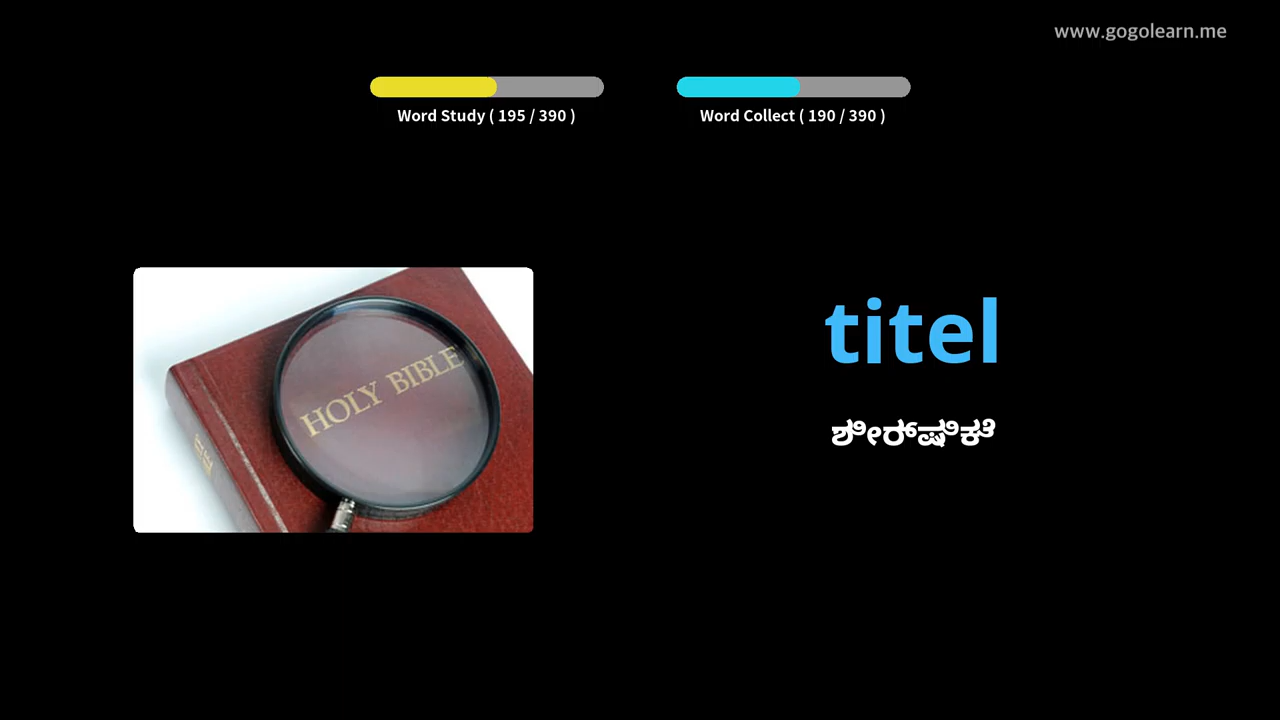 www.gogolearn.me
Word Study ( 195 / 390 )
Word Collect ( 190 / 390 )
HOLY BIBLE
titel
ಶೀರ್ಷಿಕೆ